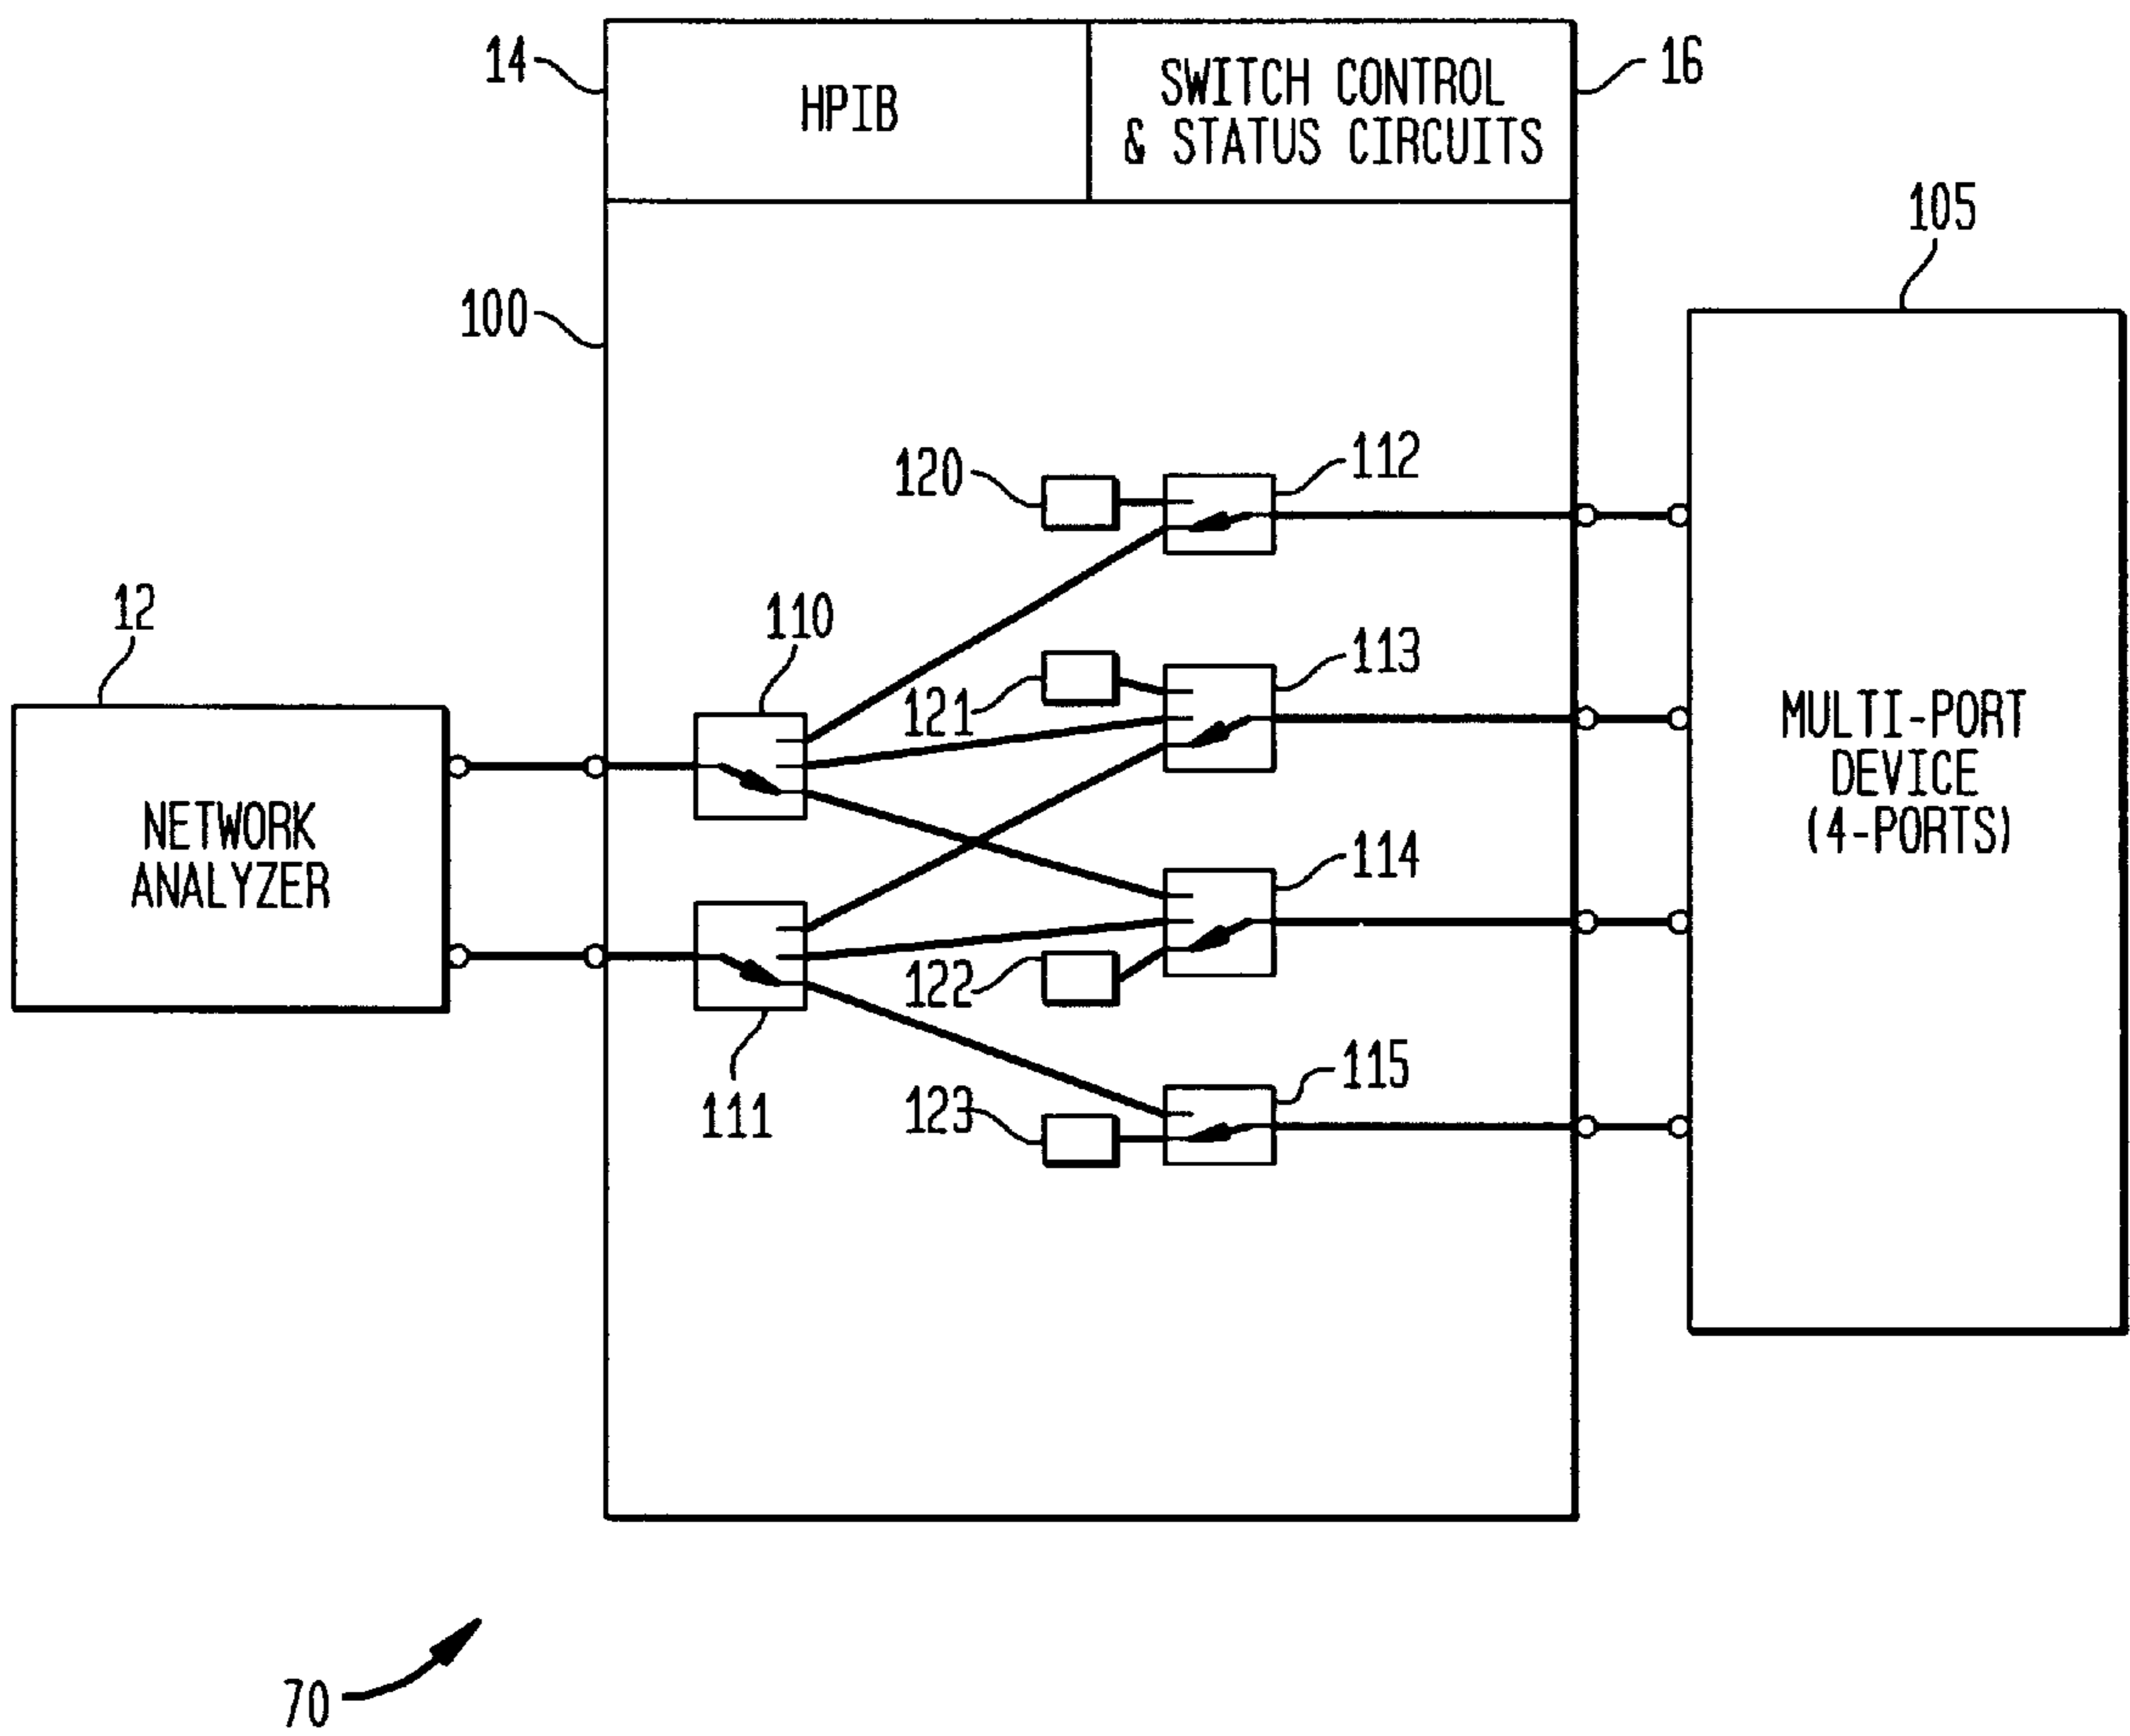 14
HPIB
SWITCH CONTROL
& STATUS CIRCUITS
16
100
105
120
112
12
110
121
113
NETWORK
ANALYZER
MULTI-PORT
DEVICE
(4-PORTS)
114
122
111
123
115
70